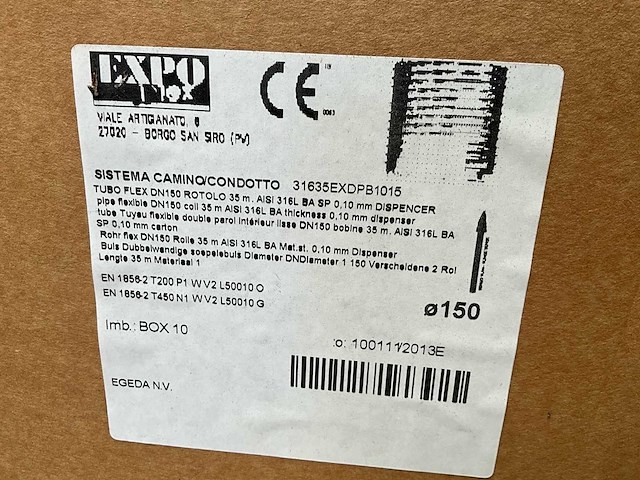 EXPO
Flex
CE
VIALE ARTIGIANATO, 6
27020 - BORGO SAN SIRO (PV)
SISTEMA CAMINO/CONDOTTO 31635EXDPB1015
TUBO FLEX DN150 ROTOLO 35 m. AISI 316L BA SP 0,10 mm DISPENCER
pipe flexible DN150 coil 35 m AISI 316L BA thickness 0,10 mm dispenser
tube Tuyau flexible double paroi intérieur lisse DN150 bobine 35 m. AISI 316L BA
SP 0,10 mm carton
Rohr flex DN150 Rolle 35 m AISI 316L BA Mat.st. 0,10 mm Dispenser
Buis Dubbelwandige soepelebuis Diameter DNDiameter 1 150 Verscheidene 2 Rol
Lengte 35 m Materiaal 1
EN 1856-2 T200 P1 W V2 L50010 O
EN 1856-2 T450 N1 W V2 L50010 G
ø150
Imb.: BOX 10
:o: 100111/2013E
EGEDA N.V.